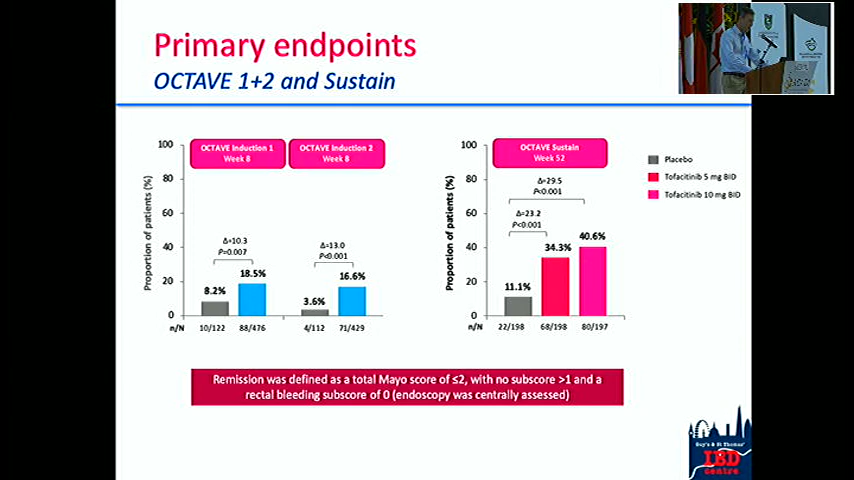 Primary endpoints
OCTAVE 1+2 and Sustain
OCTAVE Induction 1
Week 8
OCTAVE Induction 2
Week 8
Proportion of patients (%)
100
80
60
40
20
0
Δ=10.3
P=0.007
Δ=13.0
P<0.001
8.2%
18.5%
3.6%
16.6%
n/N
10/122
88/476
4/112
71/429
OCTAVE Sustain
Week 52
Proportion of patients (%)
100
80
60
40
20
0
Δ=29.5
P<0.001
Δ=23.2
P<0.001
11.1%
34.3%
40.6%
n/N
22/198
68/198
80/197
Placebo
Tofacitinib 5 mg BID
Tofacitinib 10 mg BID
Remission was defined as a total Mayo score of ≤2, with no subscore >1 and a
rectal bleeding subscore of 0 (endoscopy was centrally assessed)
Guy's & St Thomas'
IBD
centre